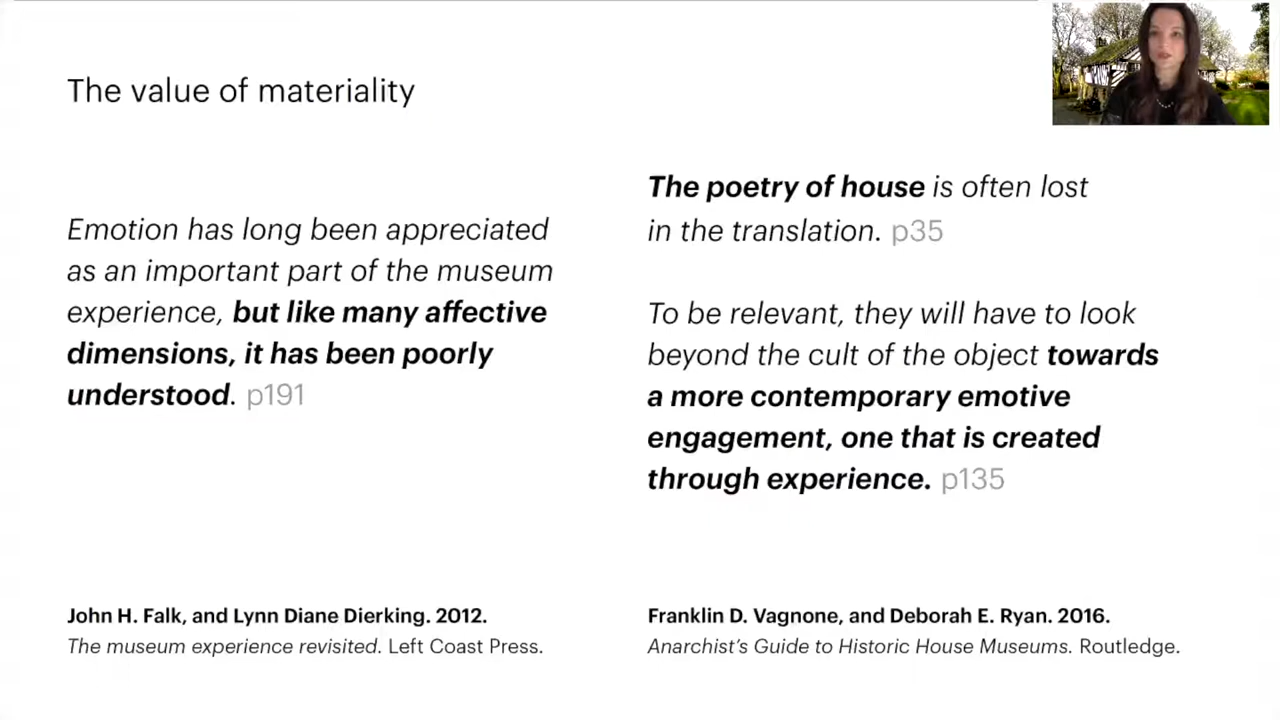 The value of materiality
Emotion has long been appreciated
as an important part of the museum
experience, but like many affective
dimensions, it has been poorly
understood. p191
The poetry of house is often lost
in the translation. p35
To be relevant, they will have to look
beyond the cult of the object towards
a more contemporary emotive
engagement, one that is created
through experience. p135
John H. Falk, and Lynn Diane Dierking. 2012.
The museum experience revisited. Left Coast Press.
Franklin D. Vagnone, and Deborah E. Ryan. 2016.
Anarchist’s Guide to Historic House Museums. Routledge.